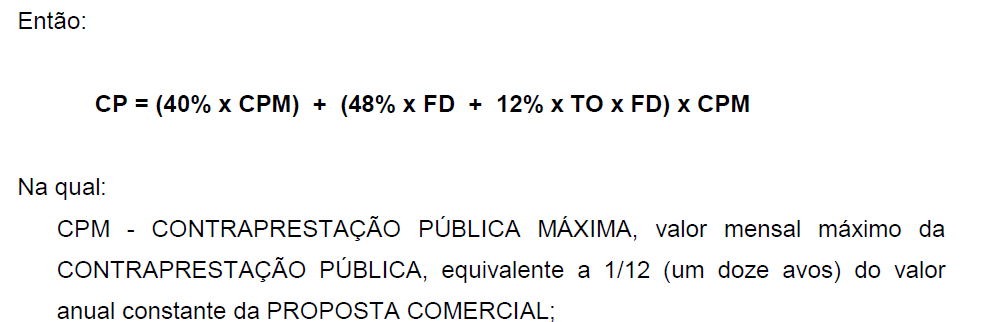 Então:
CP = (40% x CPM) + (48% x FD + 12% x TO x FD) x CPM
Na qual:
CPM - CONTRAPRESTAÇÃO PÚBLICA MÁXIMA, valor mensal máximo da
CONTRAPRESTAÇÃO PÚBLICA, equivalente a 1/12 (um doze avos) do valor
anual constante da PROPOSTA COMERCIAL;